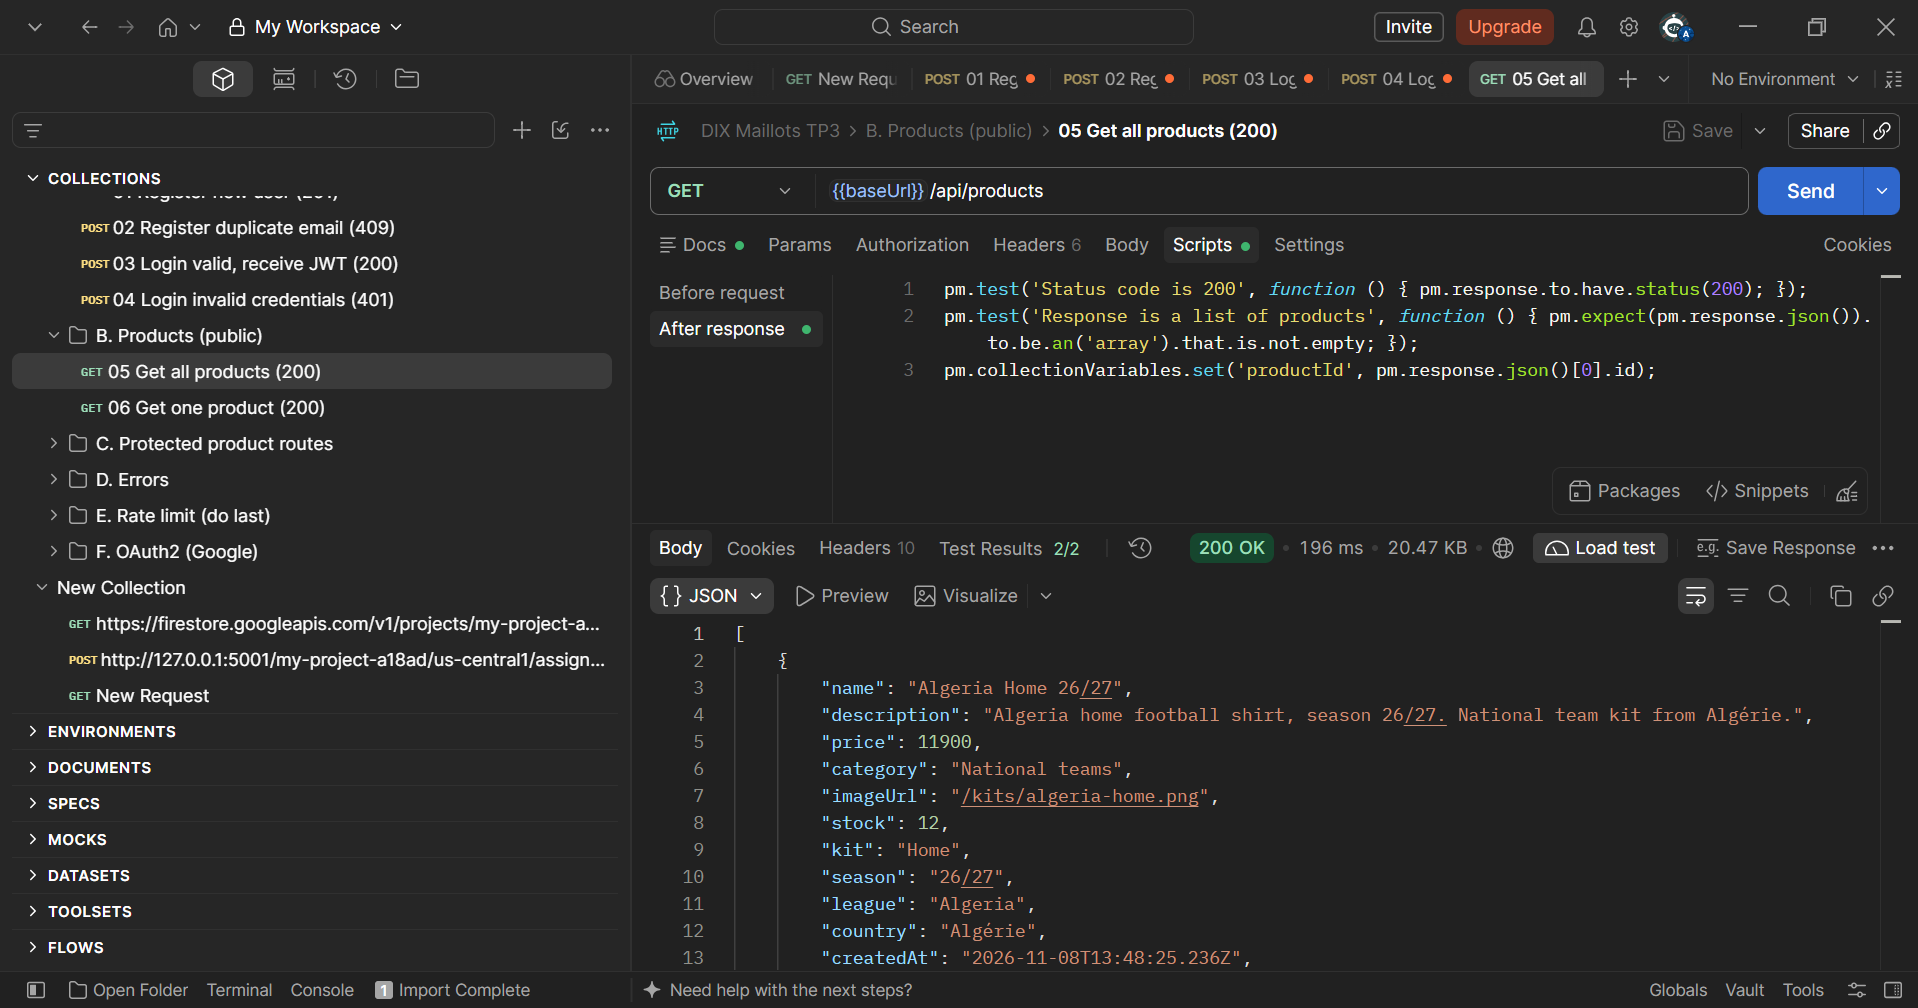 My Workspace
Search
Invite
Upgrade
Overview
GET New Requ
POST 01 Reg
POST 02 Reg
POST 03 Log
POST 04 Log
GET 05 Get all
No Environment
HTTP DIX Maillots TP3 > B. Products (public) > 05 Get all products (200)
Save
Share
GET
{{baseUrl}}/api/products
Send
Docs
Params
Authorization
Headers 6
Body
Scripts
Settings
Cookies
COLLECTIONS
POST 02 Register duplicate email (409)
POST 03 Login valid, receive JWT (200)
POST 04 Login invalid credentials (401)
B. Products (public)
GET 05 Get all products (200)
GET 06 Get one product (200)
C. Protected product routes
D. Errors
E. Rate limit (do last)
F. OAuth2 (Google)
New Collection
GET https://firestore.googleapis.com/v1/projects/my-project-a...
POST http://127.0.0.1:5001/my-project-a18ad/us-central1/assign...
GET New Request
ENVIRONMENTS
DOCUMENTS
SPECS
MOCKS
DATASETS
TOOLSETS
FLOWS
Before request
After response
1 pm.test('Status code is 200', function () { pm.response.to.have.status(200); });
2 pm.test('Response is a list of products', function () { pm.expect(pm.response.json()).
to.be.an('array').that.is.not.empty; });
3 pm.collectionVariables.set('productId', pm.response.json()[0].id);
Packages
</> Snippets
Body
Cookies
Headers 10
Test Results 2/2
200 OK
196 ms
20.47 KB
Load test
e.g. Save Response
{} JSON
Preview
Visualize
1 [
2 {
3 "name": "Algeria Home 26/27",
4 "description": "Algeria home football shirt, season 26/27. National team kit from Algérie.",
5 "price": 11900,
6 "category": "National teams",
7 "imageUrl": "/kits/algeria-home.png",
8 "stock": 12,
9 "kit": "Home",
10 "season": "26/27",
11 "league": "Algeria",
12 "country": "Algérie",
13 "createdAt": "2026-11-08T13:48:25.236Z",
Open Folder
Terminal
Console
1 Import Complete
Need help with the next steps?
Globals
Vault
Tools